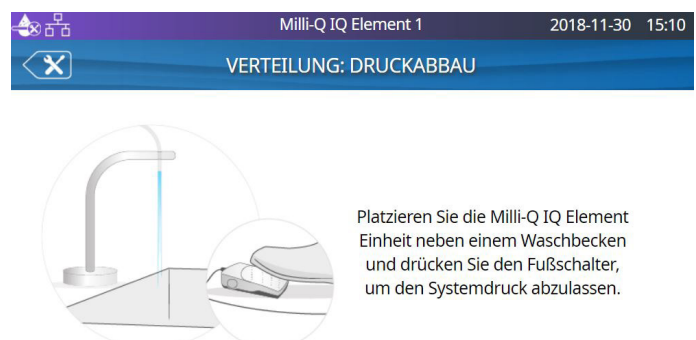 Milli-Q IQ Element 1 2018-11-30 15:10
VERTEILUNG: DRUCKABBAU
Platzieren Sie die Milli-Q IQ Element
Einheit neben einem Waschbecken
und drücken Sie den Fußschalter,
um den Systemdruck abzulassen.